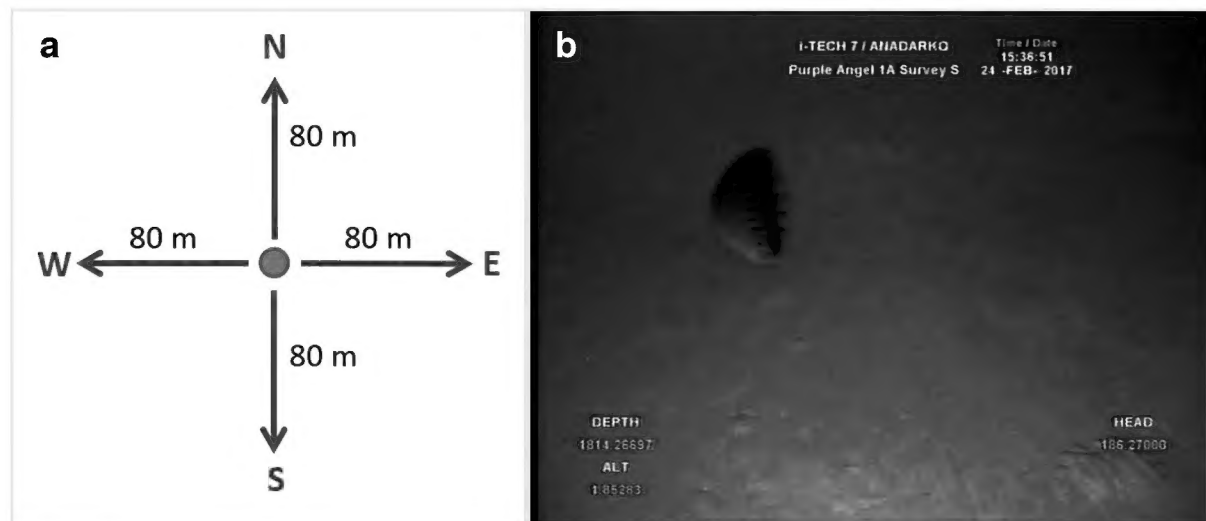 a
N
80 m
W
80 m
80 m
E
80 m
S
b
i-TECH 7 / ANADARKO
Time / Date
15:36:51
Purple Angel 1A Survey S
24 -FEB- 2017
DEPTH
1814.26697
ALT
1.85283
HEAD
186.27000